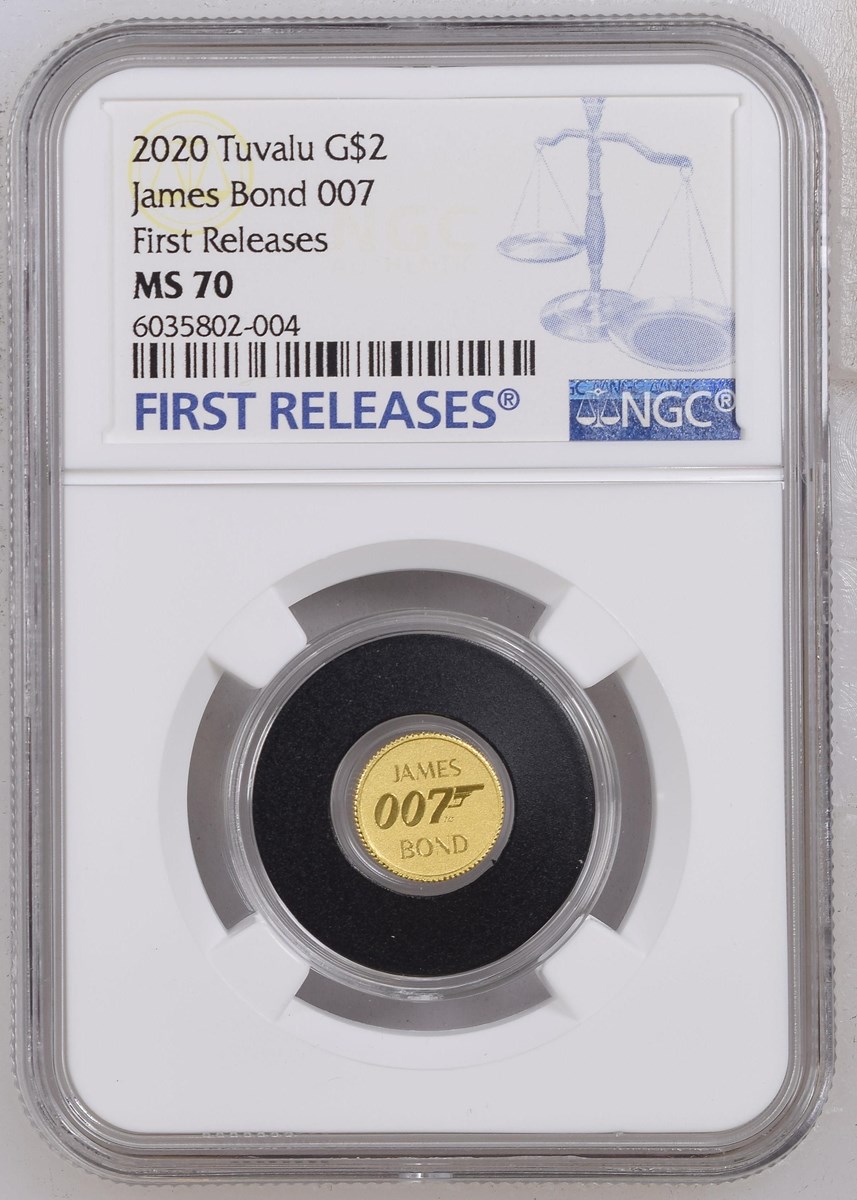 2020 Tuvalu G$2
James Bond 007
First Releases
MS 70
6035802-004
FIRST RELEASES®
NGC®
JAMES
007
BOND